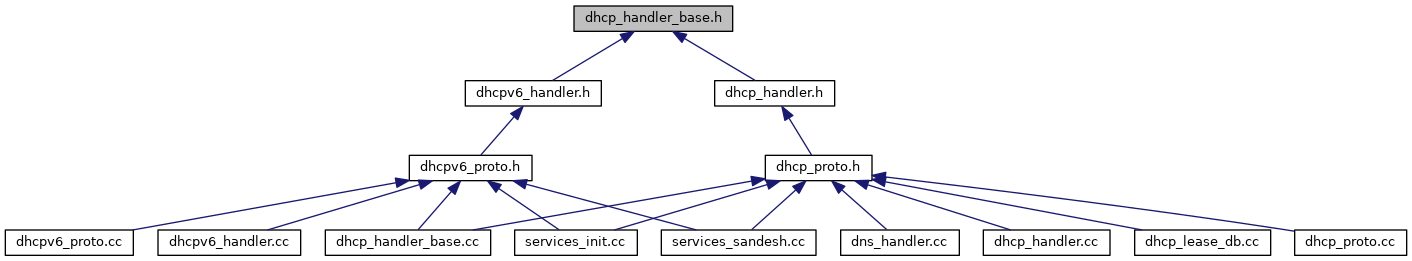 dhcp_handler_base.h
dhcpv6_handler.h
dhcp_handler.h
dhcpv6_proto.h
dhcp_proto.h
dhcpv6_proto.cc
dhcpv6_handler.cc
dhcp_handler_base.cc
services_init.cc
services_sandesh.cc
dns_handler.cc
dhcp_handler.cc
dhcp_lease_db.cc
dhcp_proto.cc